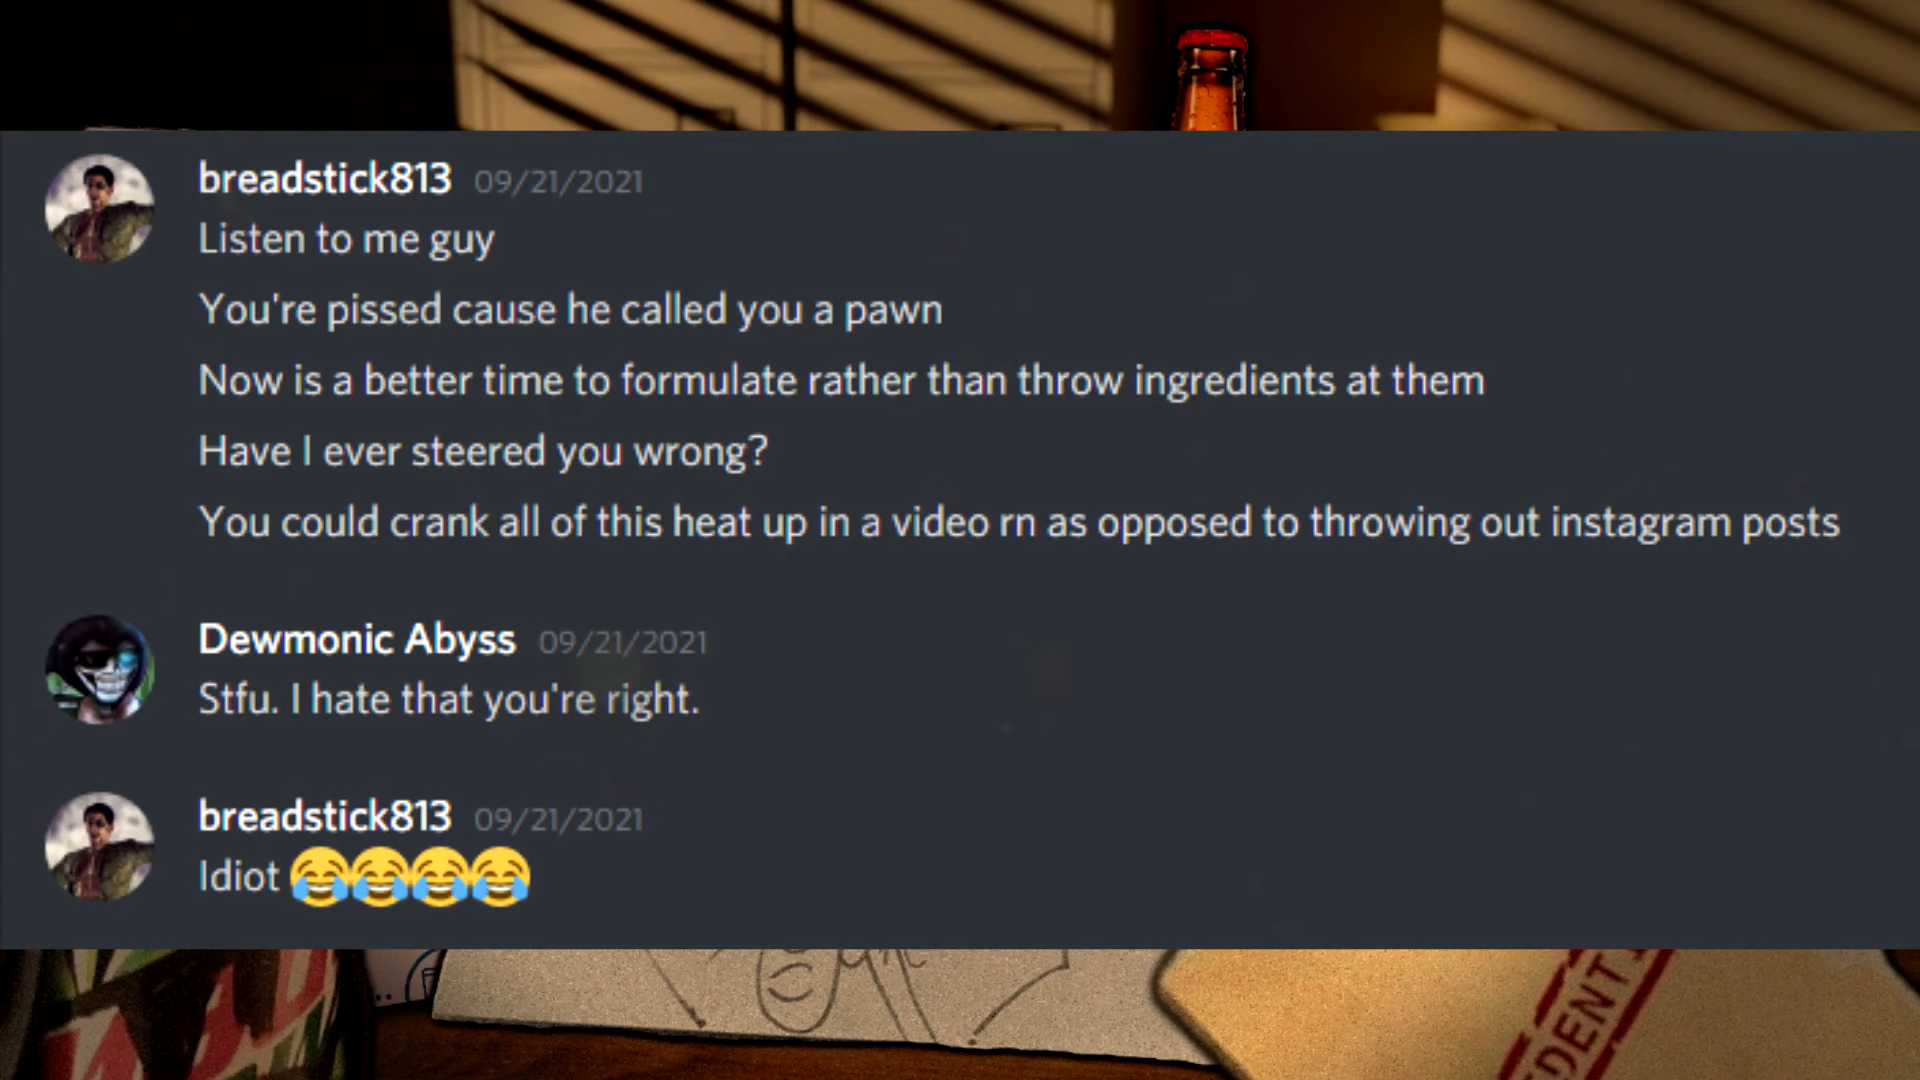 breadstick813 09/21/2021
Listen to me guy
You're pissed cause he called you a pawn
Now is a better time to formulate rather than throw ingredients at them
Have I ever steered you wrong?
You could crank all of this heat up in a video rn as opposed to throwing out instagram posts
Dewmonic Abyss 09/21/2021
Stfu. I hate that you're right.
breadstick813 09/21/2021
Idiot 😂😂😂😂